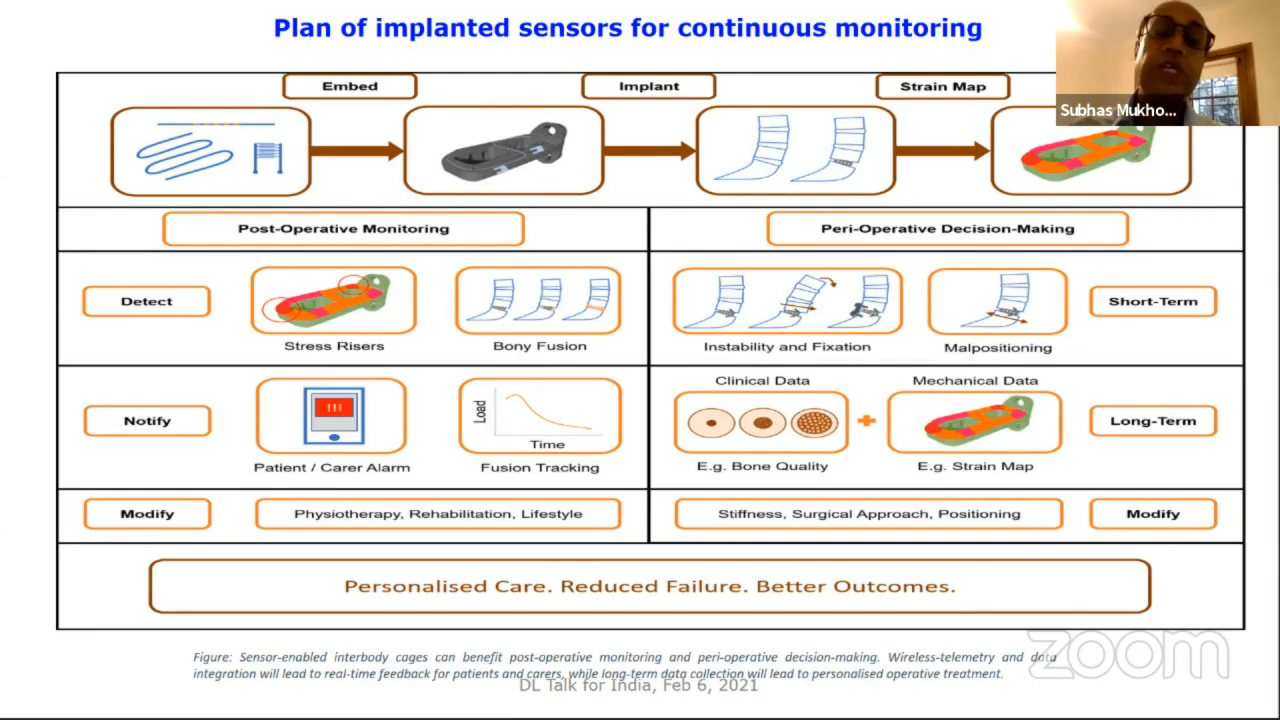 Plan of implanted sensors for continuous monitoring
Subhas Mukho...
Embed
Implant
Strain Map
Post-Operative Monitoring
Peri-Operative Decision-Making
Detect
Stress Risers
Bony Fusion
Instability and Fixation
Malpositioning
Short-Term
Notify
!!!
Patient / Carer Alarm
Load
Time
Fusion Tracking
Clinical Data
Mechanical Data
E.g. Bone Quality
E.g. Strain Map
Long-Term
Modify
Physiotherapy, Rehabilitation, Lifestyle
Stiffness, Surgical Approach, Positioning
Modify
Personalised Care. Reduced Failure. Better Outcomes.
Figure: Sensor-enabled interbody cages can benefit post-operative monitoring and peri-operative decision-making. Wireless-telemetry and data
integration will lead to real-time feedback for patients and carers, while long-term data collection will lead to personalised operative treatment.
DL Talk for India, Feb 6, 2021
zoom